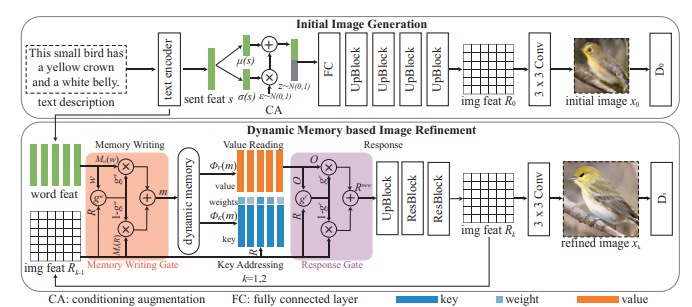 Initial Image Generation
This small bird has
a yellow crown
and a white belly.
text description
text encoder
sent feat s
μ(s)
σ(s)
ε~N(0,1)
z~N(0,1)
CA
FC
UpBlock
UpBlock
UpBlock
UpBlock
img feat R0
3 x 3 Conv
initial image x0
D0
Dynamic Memory based Image Refinement
word feat
img feat Rk-1
Memory Writing
Mw(w)
w
gw
gw
1-gw
R
Mr(R)
m
Memory Writing Gate
dynamic memory
Φv(m)
Φk(m)
Value Reading
value
weights
key
R
Key Addressing
k=1,2
Response
O
O
gr
gr
1-gr
R
Rnew
Response Gate
UpBlock
ResBlock
ResBlock
img feat Rk
3 x 3 Conv
refined image xk
Di
CA: conditioning augmentation FC: fully connected layer key weight value